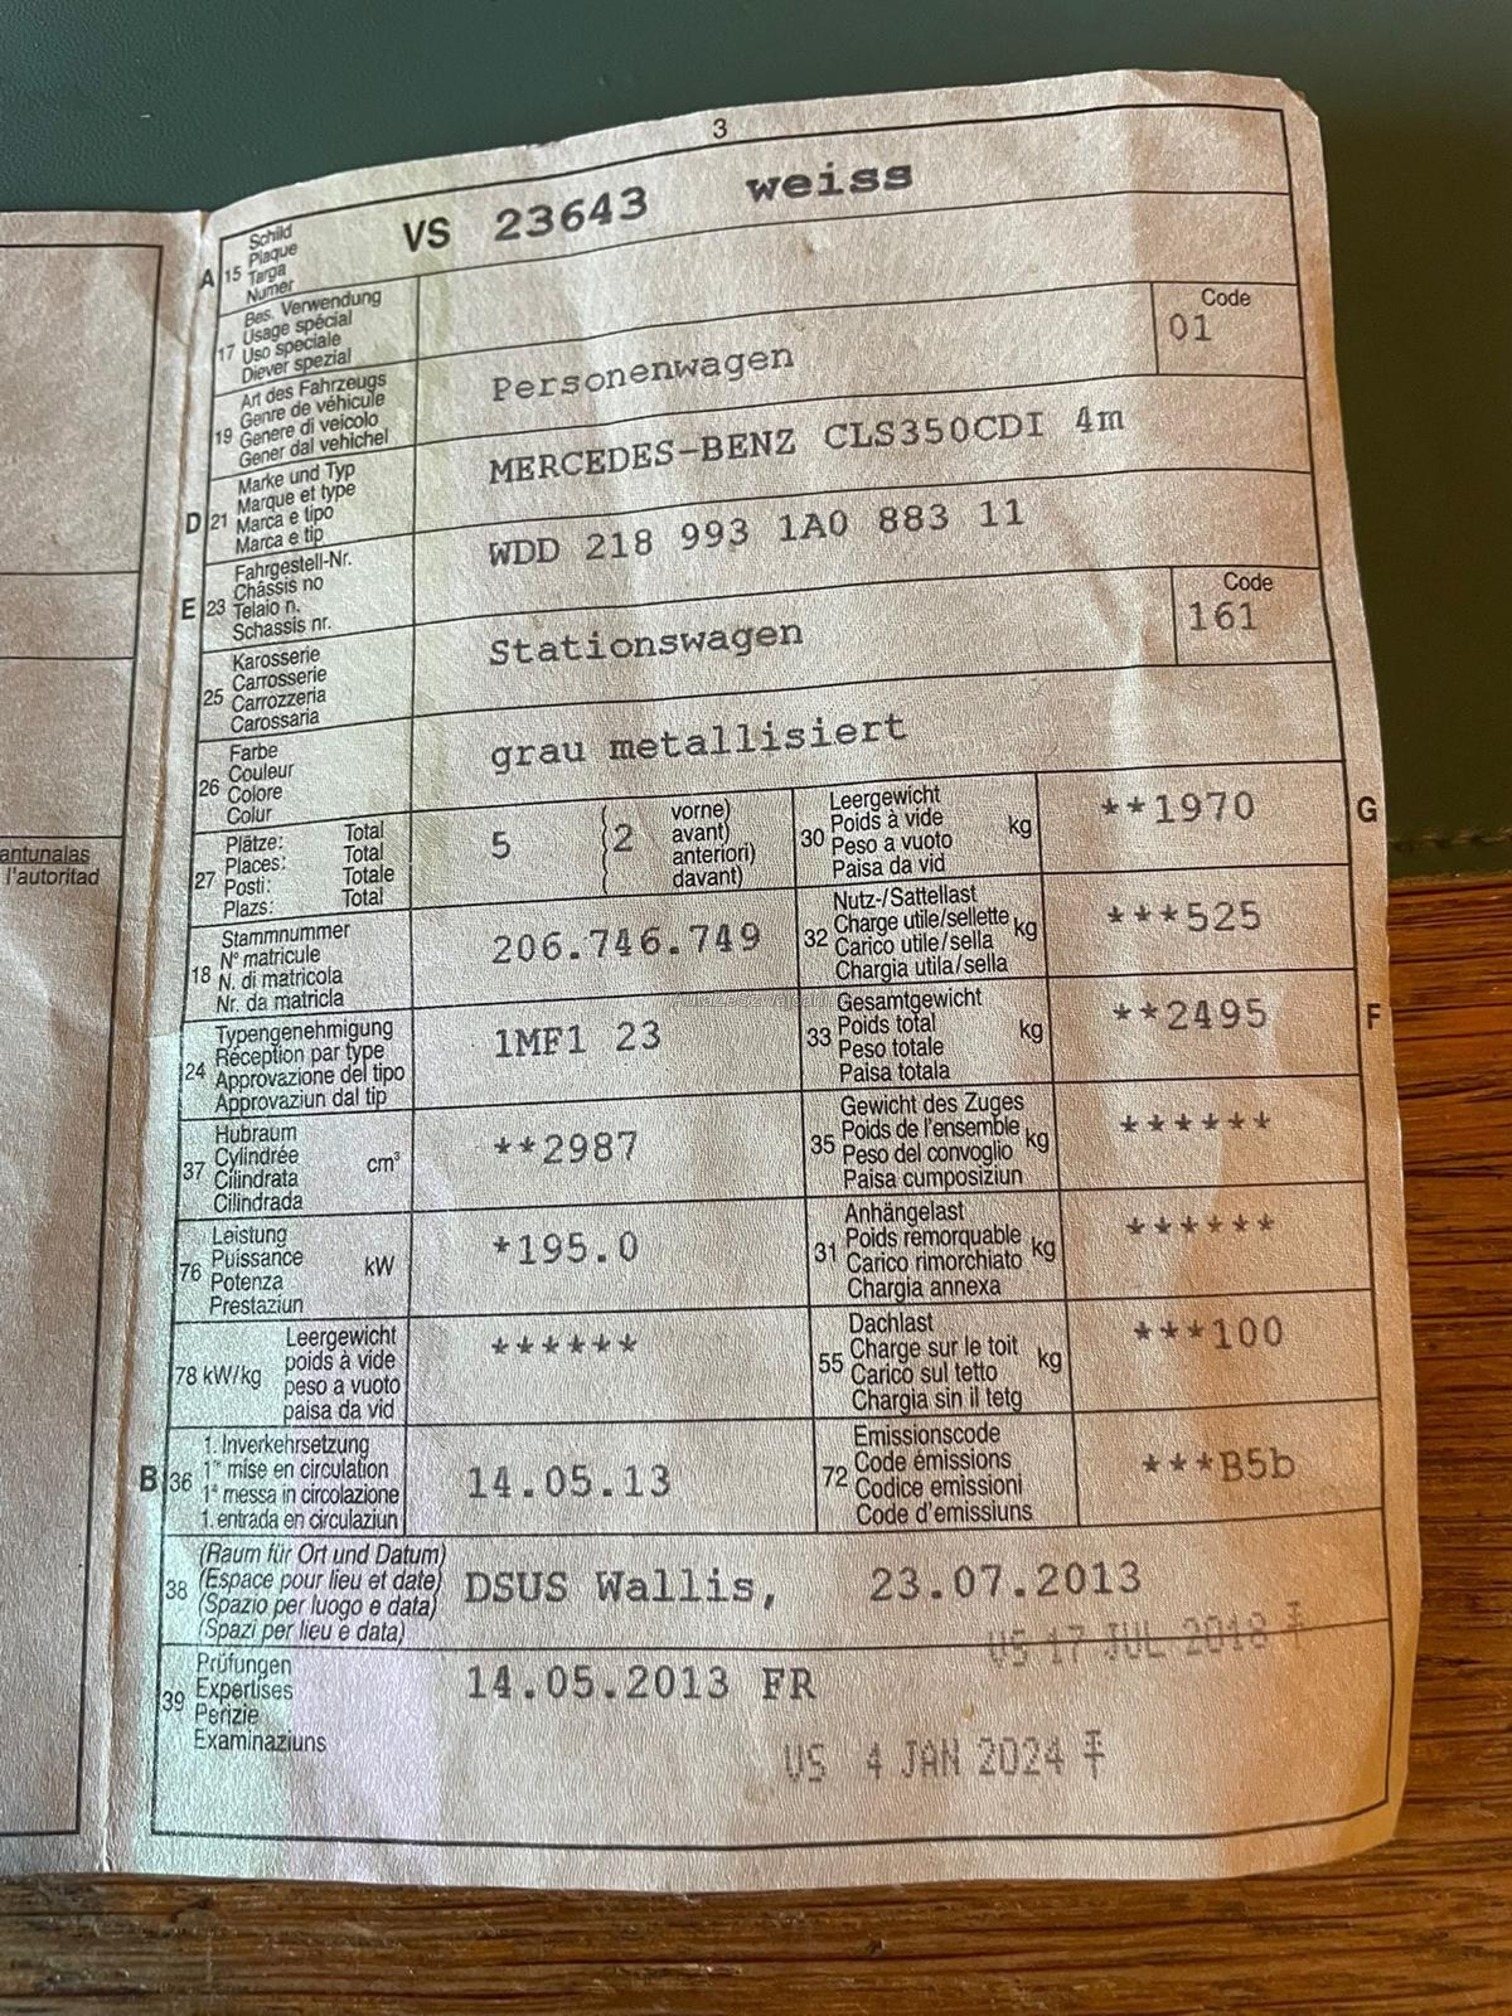 3
A 15 Schild
Plaque
Targa
Numer
VS 23643 weiss
17 Bes. Verwendung
Usage spécial
Uso speciale
Diever spezial
19 Art des Fahrzeugs
Genre de véhicule
Genere di veicolo
Gener dal vehichel
Personenwagen
Code
01
D 21 Marke und Typ
Marque et type
Marca e tipo
Marca e tip
MERCEDES-BENZ CLS350CDI 4m
E 23 Fahrgestell-Nr.
Châssis no
Telaio n.
Schassis nr.
WDD 218 993 1A0 883 11
25 Karosserie
Carrosserie
Carrozzeria
Carossaria
Stationswagen
Code
161
26 Farbe
Couleur
Colore
Colur
grau metallisiert
27 Plätze: Total
Places: Total
Posti: Totale
Plazs: Total
5 (2 vorne)
avant)
anteriori)
davant)
30 Leergewicht
Poids à vide
Peso a vuoto
Paisa da vid
kg
**1970
G
18 Stammnummer
N° matricule
N. di matricola
Nr. da matricla
206.746.749
32 Nutz-/Sattellast
Charge utile/sellette
Carico utile/sella
Chargia utila/sella
kg
***525
24 Typengenehmigung
Réception par type
Approvazione del tipo
Approvaziun dal tip
1MF1 23
33 Gesamtgewicht
Poids total
Peso totale
Paisa totala
kg
**2495
F
37 Hubraum
Cylindrée
Cilindrata
Cilindrada
cm³
**2987
35 Gewicht des Zuges
Poids de l'ensemble
Peso del convoglio
Paisa cumposiziun
kg
******
76 Leistung
Puissance
Potenza
Prestaziun
kW
*195.0
31 Anhängelast
Poids remorquable
Carico rimorchiato
Chargia annexa
kg
******
78 kW/kg
Leergewicht
poids à vide
peso a vuoto
paisa da vid
******
55 Dachlast
Charge sur le toit
Carico sul tetto
Chargia sin il tetg
kg
***100
B 36 1. Inverkehrsetzung
1re mise en circulation
1a messa in circolazione
1. entrada en circulaziun
14.05.13
72 Emissionscode
Code émissions
Codice emissioni
Code d'emissiuns
***B5b
38 (Raum für Ort und Datum)
(Espace pour lieu et date)
(Spazio per luogo e data)
(Spazi per lieu e data)
DSUS Wallis, 23.07.2013
US 17 JUL 2018
39 Prüfungen
Expertises
Perizie
Examinaziuns
14.05.2013 FR
US 4 JAN 2024
antunalas
l'autoritad